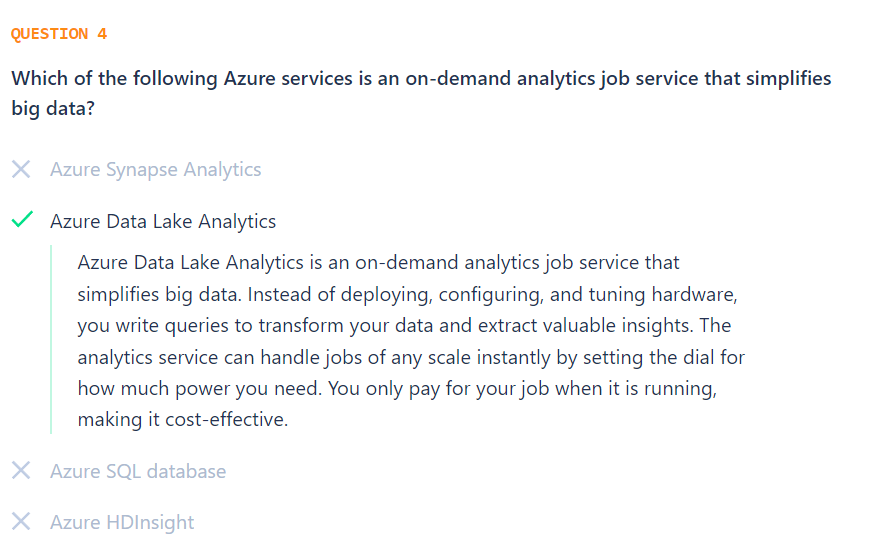 QUESTION 4
Which of the following Azure services is an on-demand analytics job service that simplifies
big data?
Azure Synapse Analytics
Azure Data Lake Analytics
Azure Data Lake Analytics is an on-demand analytics job service that
simplifies big data. Instead of deploying, configuring, and tuning hardware,
you write queries to transform your data and extract valuable insights. The
analytics service can handle jobs of any scale instantly by setting the dial for
how much power you need. You only pay for your job when it is running,
making it cost-effective.
Azure SQL database
Azure HDInsight